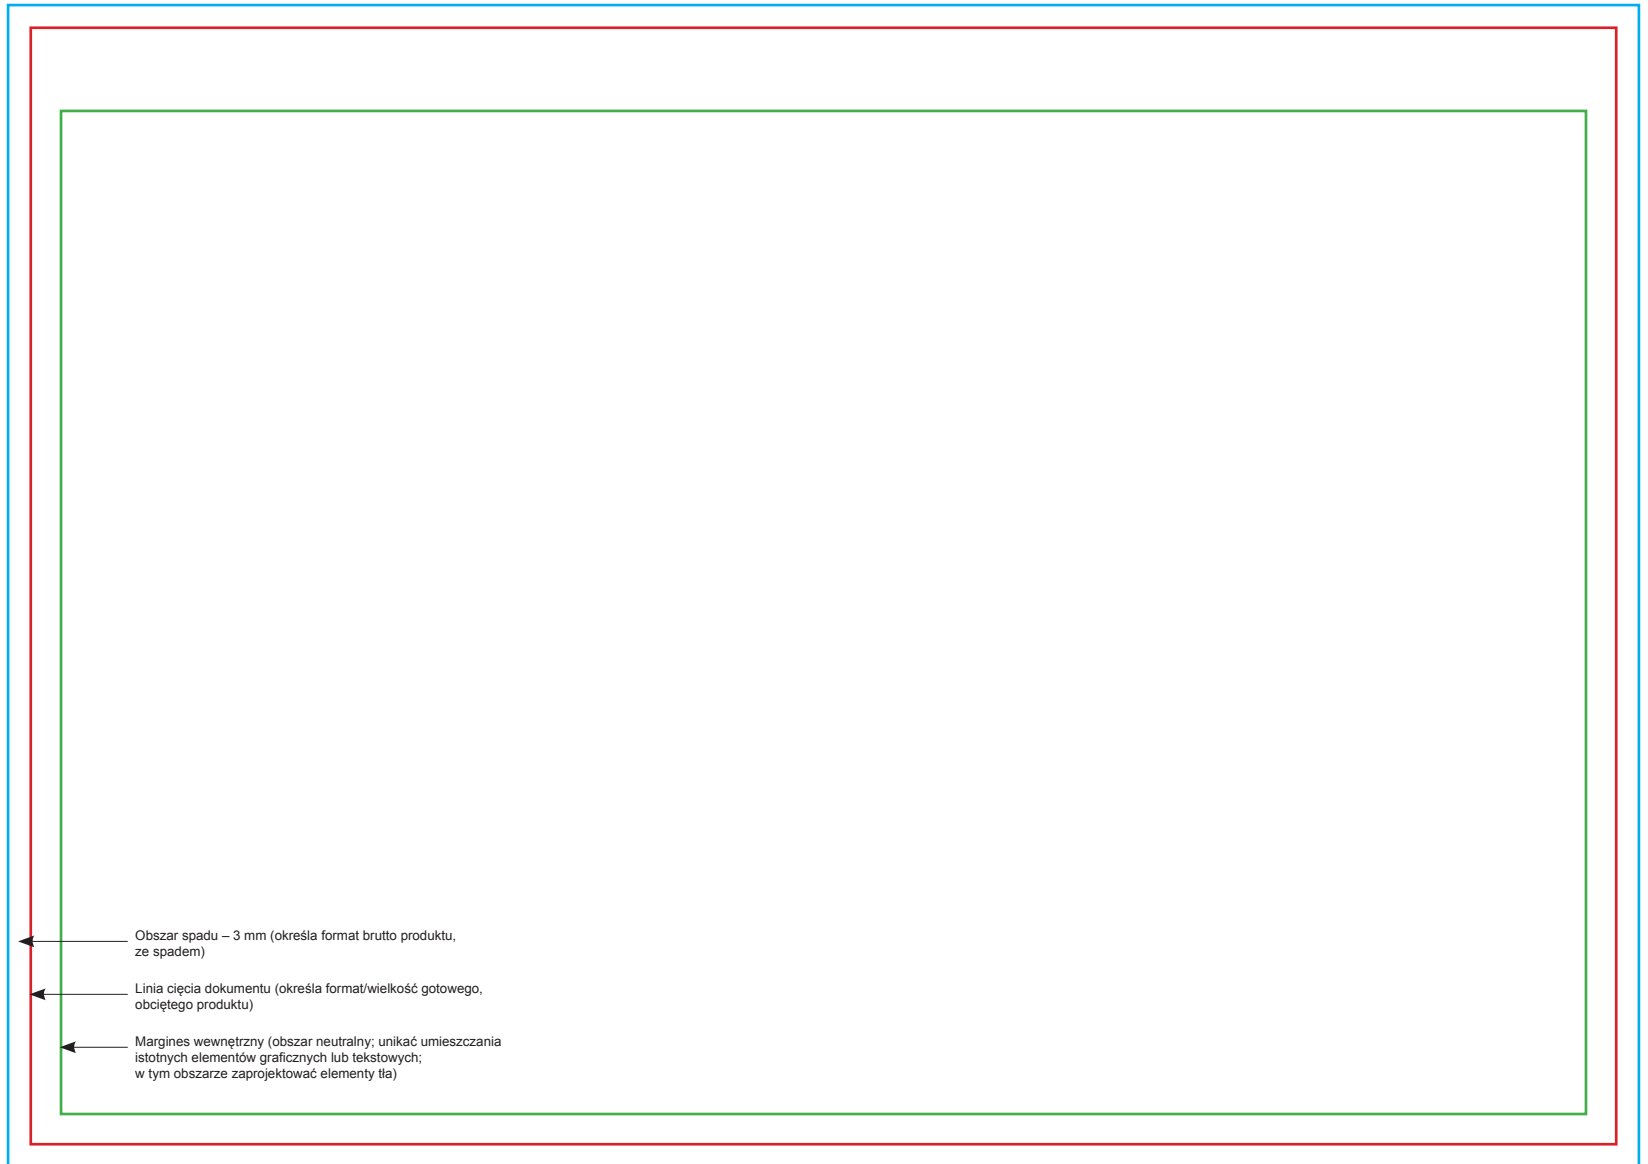 Obszar spadu – 3 mm (określa format brutto produktu,
ze spadem)
Linia cięcia dokumentu (określa format/wielkość gotowego,
obciętego produktu)
Margines wewnętrzny (obszar neutralny; unikać umieszczania
istotnych elementów graficznych lub tekstowych;
w tym obszarze zaprojektować elementy tła)